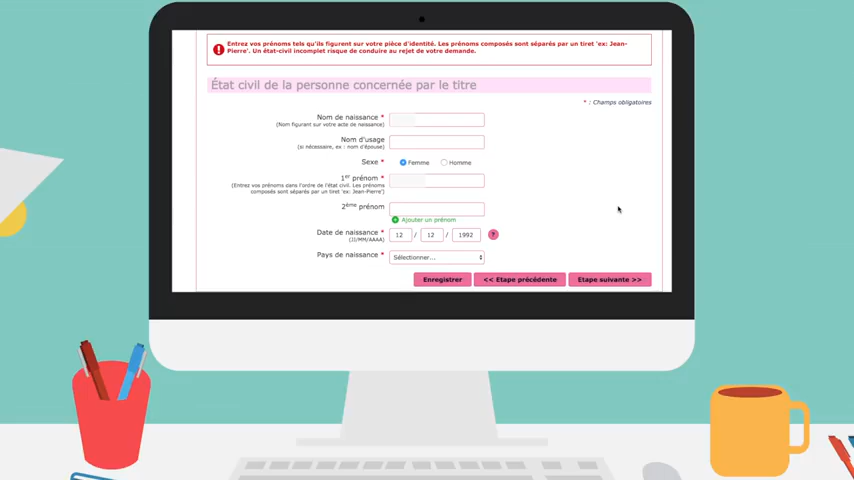 Entrez vos prénoms tels qu'ils figurent sur votre pièce d'identité. Les prénoms composés sont séparés par un tiret 'ex: Jean-
Pierre'. Un état-civil incomplet risque de conduire au rejet de votre demande.
État civil de la personne concernée par le titre
* : Champs obligatoires
Nom de naissance *
(Nom figurant sur votre acte de naissance)
Nom d'usage
(si nécessaire, ex : nom d'épouse)
Sexe * Femme Homme
1er prénom *
(Entrez vos prénoms dans l'ordre de l'état civil. Les prénoms
composés sont séparés par un tiret 'ex: Jean-Pierre')
2ème prénom
Ajouter un prénom
Date de naissance * 12 / 12 / 1992 ?
(JJ/MM/AAAA)
Pays de naissance * Sélectionner...
Enregistrer << Etape précédente Etape suivante >>